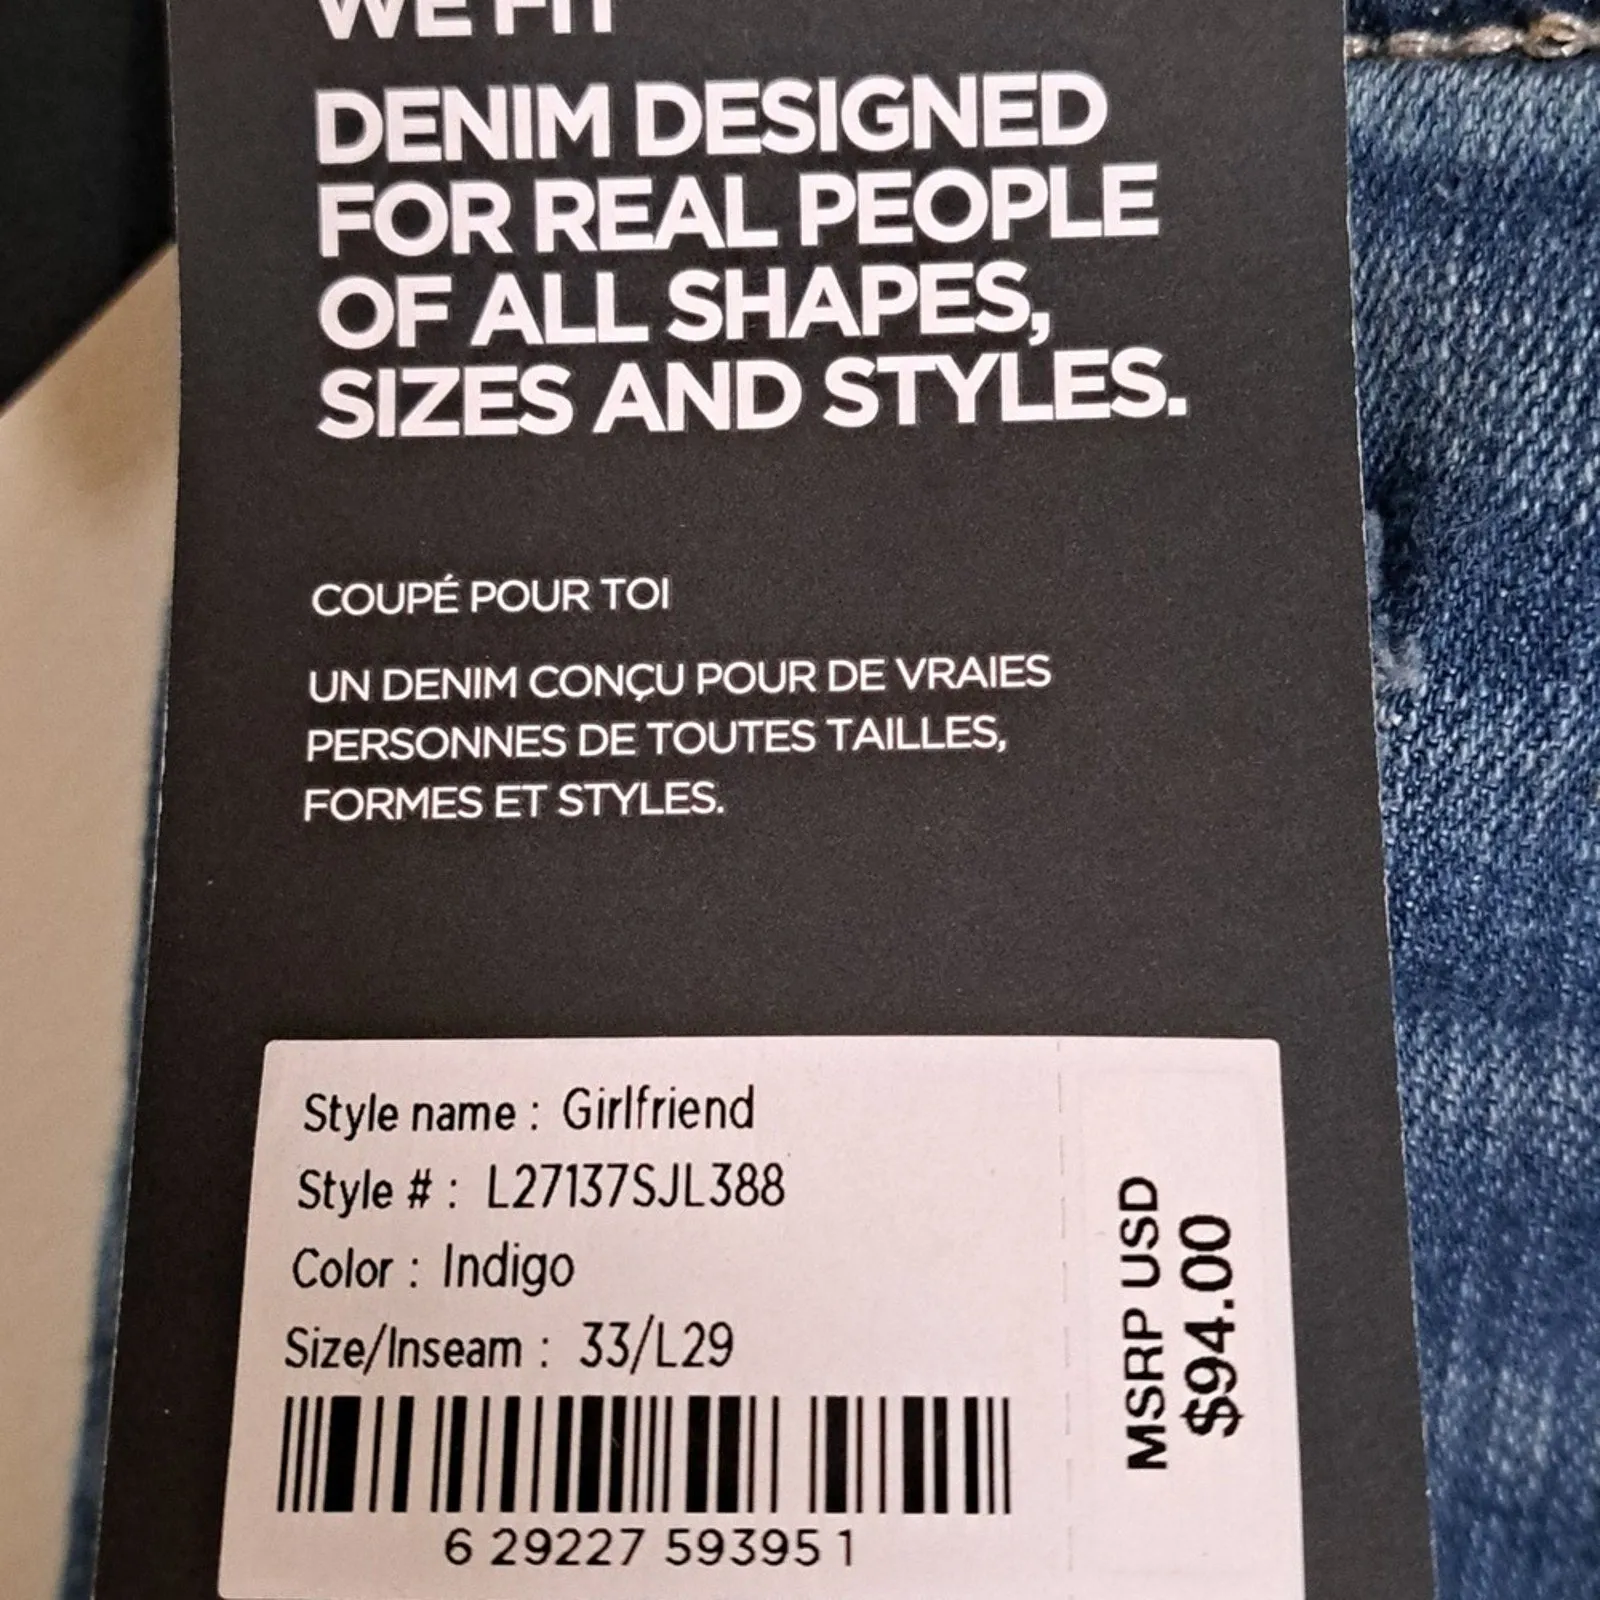 WE FIT
DENIM DESIGNED
FOR REAL PEOPLE
OF ALL SHAPES,
SIZES AND STYLES.
COUPÉ POUR TOI
UN DENIM CONÇU POUR DE VRAIES
PERSONNES DE TOUTES TAILLES,
FORMES ET STYLES.
Style name : Girlfriend
Style # : L27137SJL388
Color : Indigo
Size/Inseam : 33/L29
6 29227 59395 1
MSRP USD
$94.00